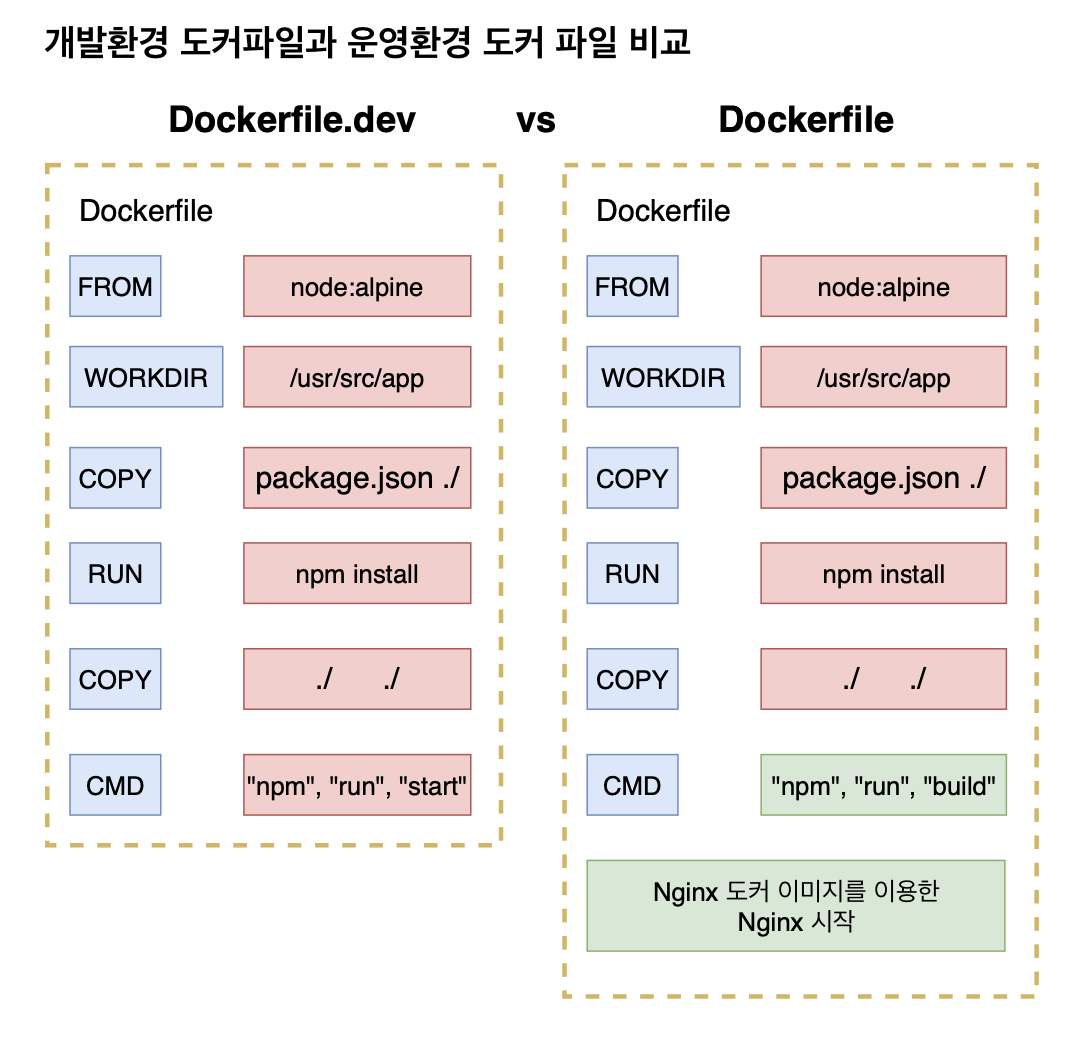 개발환경 도커파일과 운영환경 도커 파일 비교
Dockerfile.dev vs Dockerfile
Dockerfile
FROM node:alpine
WORKDIR /usr/src/app
COPY package.json ./
RUN npm install
COPY ./ ./
CMD "npm", "run", "start"
Dockerfile
FROM node:alpine
WORKDIR /usr/src/app
COPY package.json ./
RUN npm install
COPY ./ ./
CMD "npm", "run", "build"
Nginx 도커 이미지를 이용한
Nginx 시작